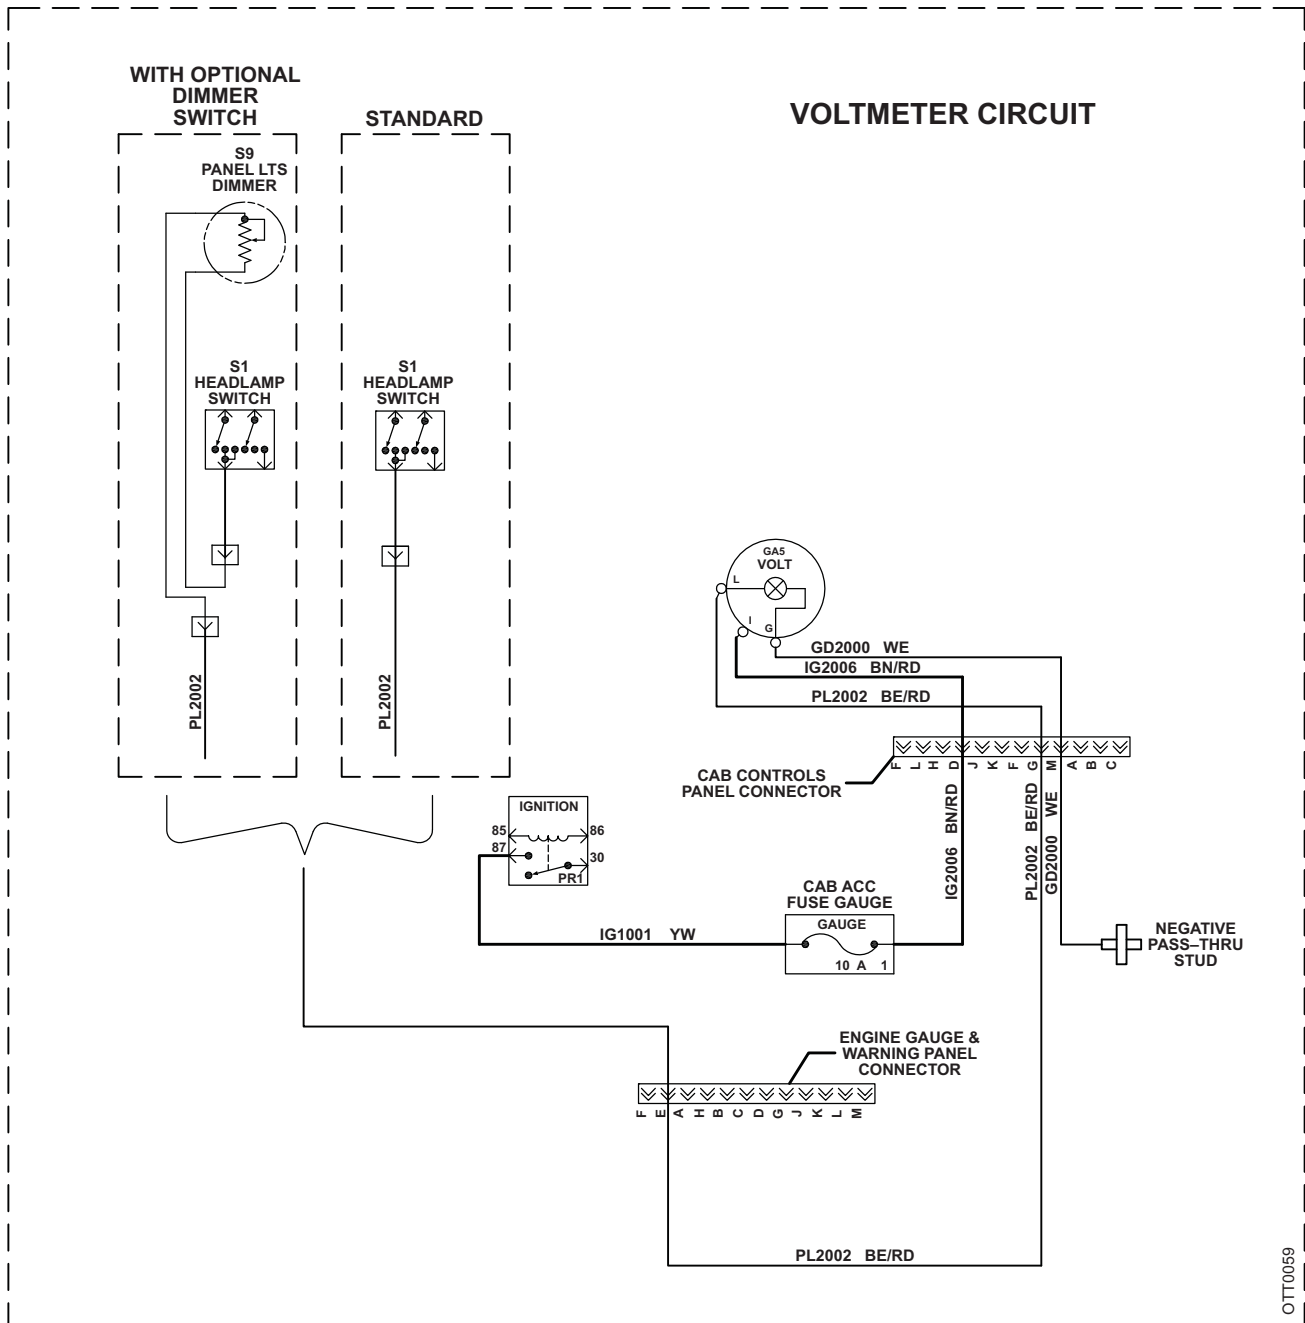 WITH OPTIONAL
DIMMER
SWITCH
STANDARD
VOLTMETER CIRCUIT
S9
PANEL LTS
DIMMER
S1
HEADLAMP
SWITCH
S1
HEADLAMP
SWITCH
PL2002
PL2002
GA5
VOLT
L
I
G
GD2000 WE
IG2006 BN/RD
PL2002 BE/RD
CAB CONTROLS
PANEL CONNECTOR
F L H D J K F G M A B C
IG2006 BN/RD
PL2002 BE/RD
GD2000 WE
IGNITION
85 86
87 30
PR1
CAB ACC
FUSE GAUGE
GAUGE
10 A 1
IG1001 YW
NEGATIVE
PASS–THRU
STUD
ENGINE GAUGE &
WARNING PANEL
CONNECTOR
F E A H B C D G J K L M
PL2002 BE/RD
OTT0059